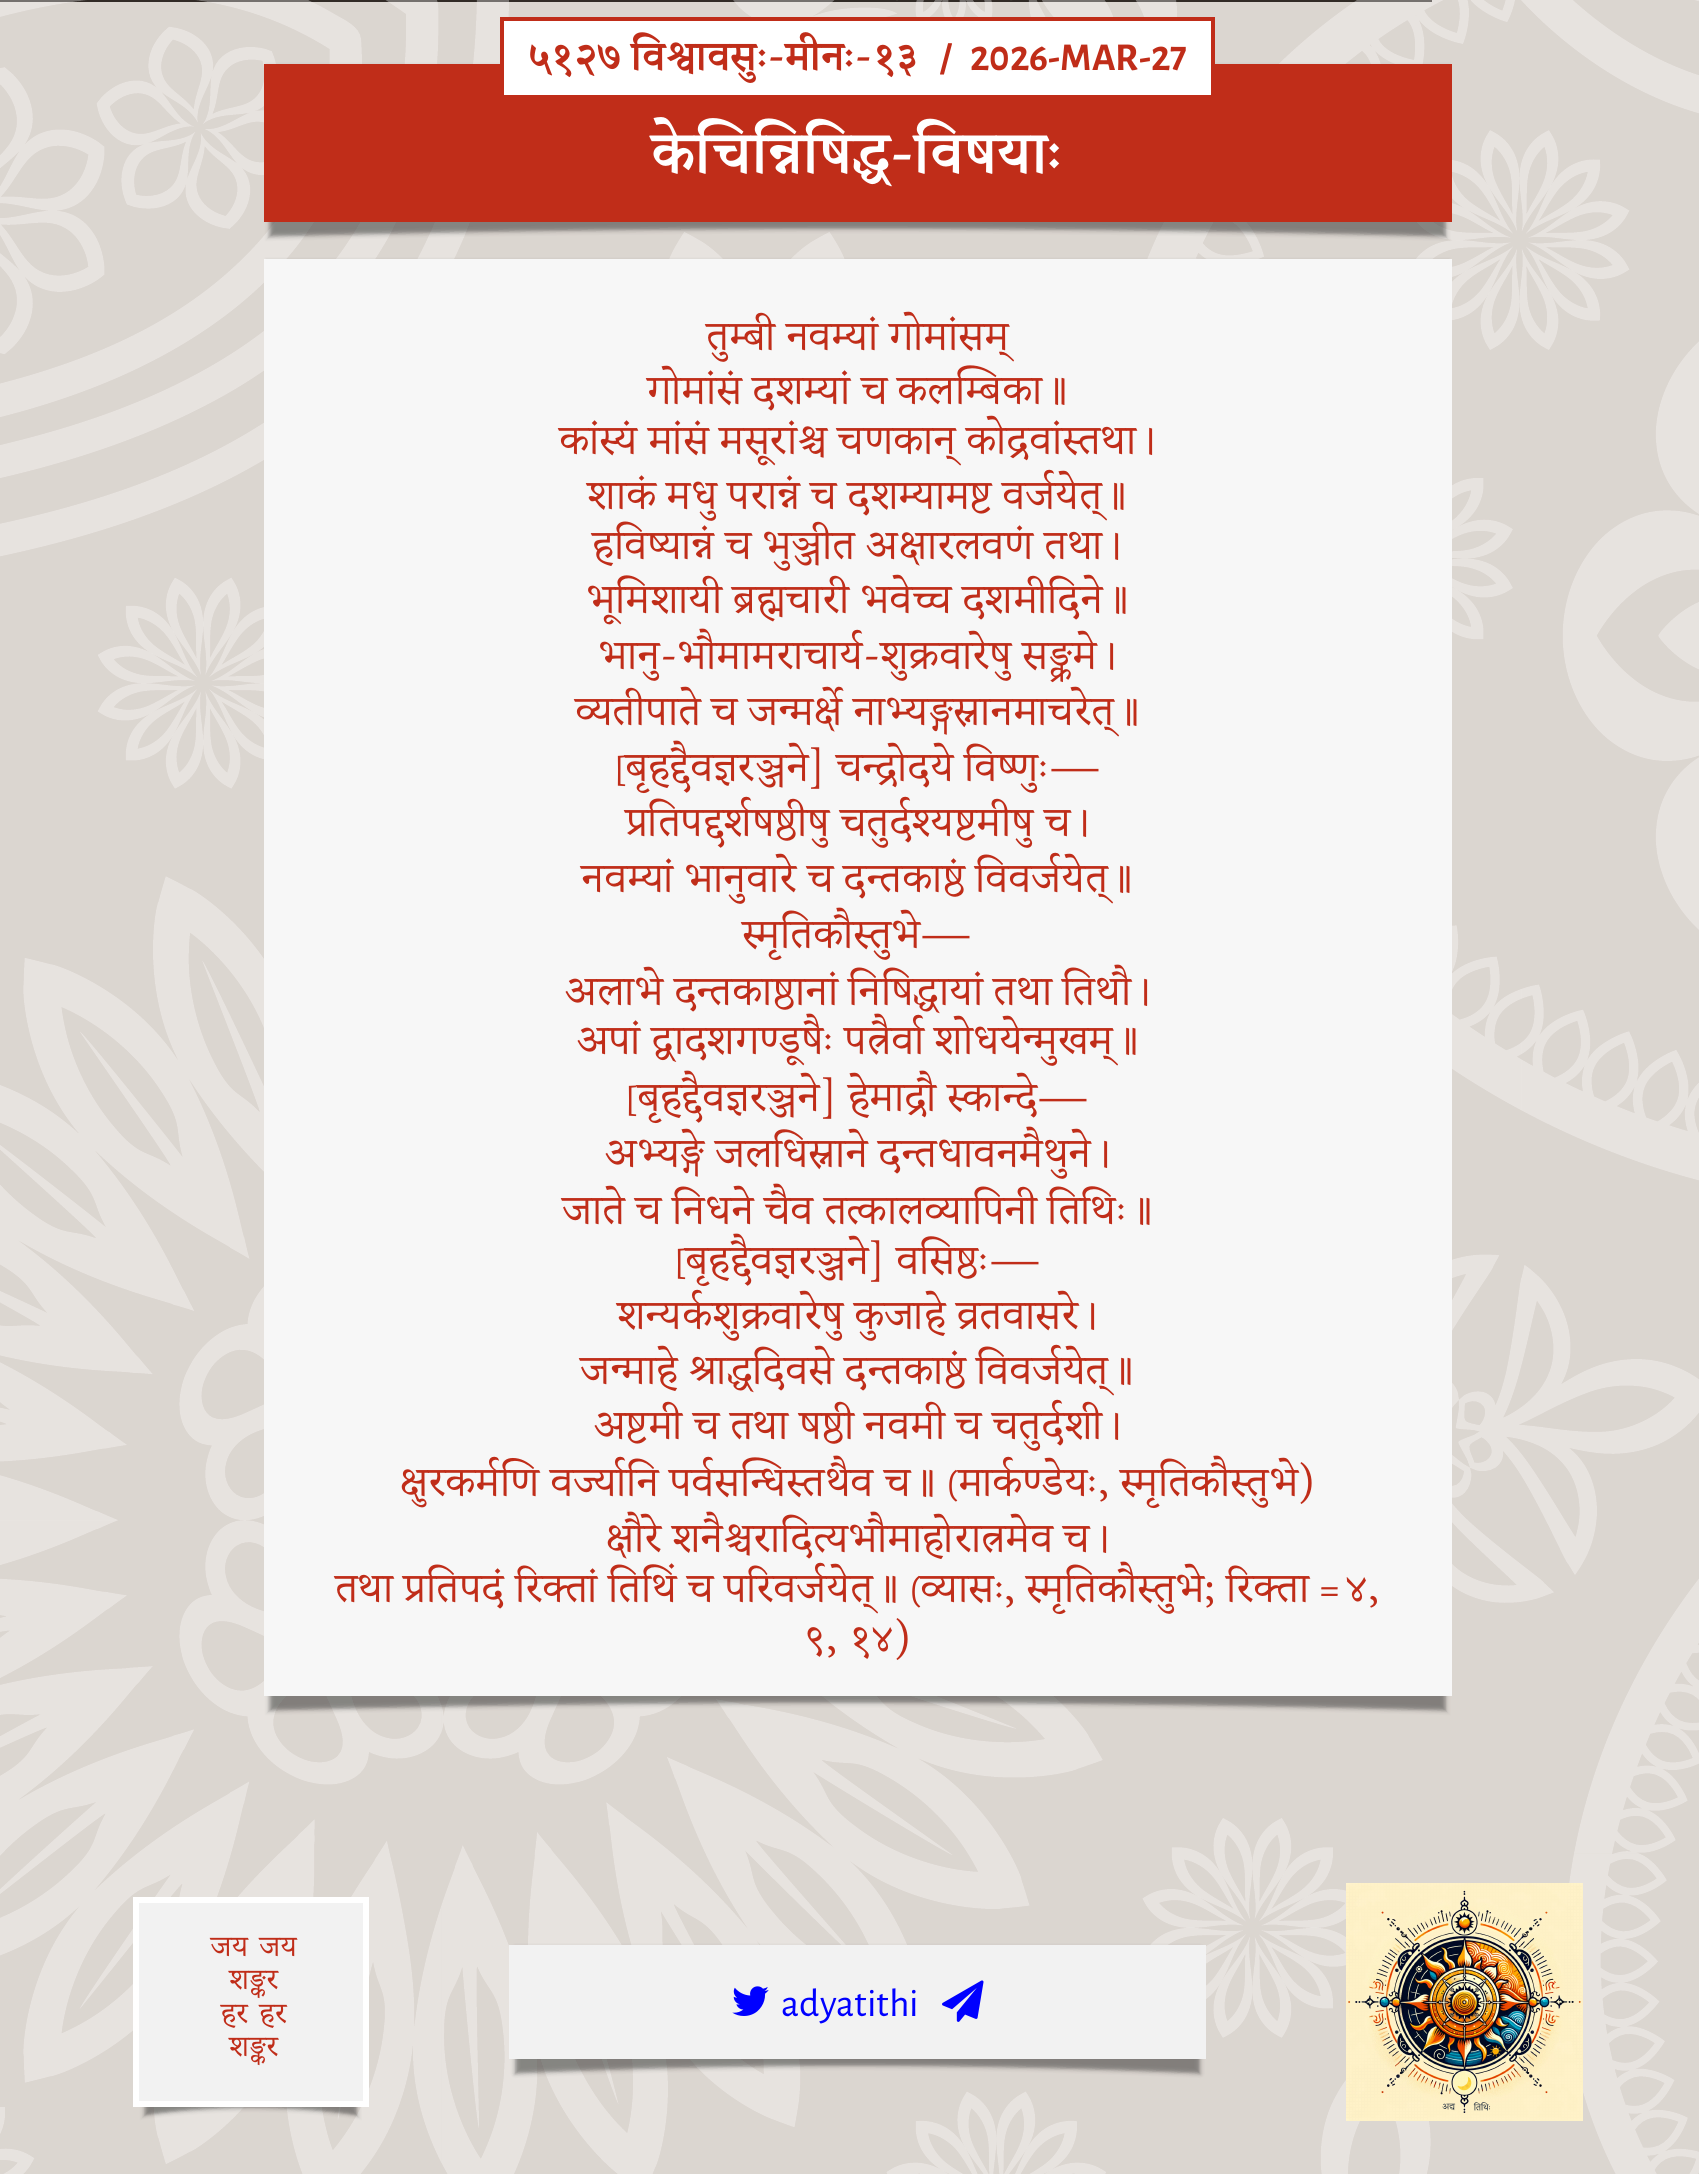 ५१२७ विश्वावसुः-मीनः-१३ / 2026-MAR-27
केचिन्निषिद्ध-विषयाः
तुम्बी नवम्यां गोमांसम्
गोमांसं दशम्यां च कलम्बिका॥
कांस्यं मांसं मसूरांश्च चणकान् कोद्रवांस्तथा।
शाकं मधु परान्नं च दशम्यामष्ट वर्जयेत्॥
हविष्यान्नं च भुञ्जीत अक्षारलवणं तथा।
भूमिशायी ब्रह्मचारी भवेच्च दशमीदिने॥
भानु-भौमामराचार्य-शुक्रवारेषु सङ्क्रमे।
व्यतीपाते च जन्मर्क्षे नाभ्यङ्गस्नानमाचरेत्॥
[बृहद्दैवज्ञरञ्जने] चन्द्रोदये विष्णुः—
प्रतिपद्दर्शषष्ठीषु चतुर्दश्यष्टमीषु च।
नवम्यां भानुवारे च दन्तकाष्ठं विवर्जयेत्॥
स्मृतिकौस्तुभे—
अलाभे दन्तकाष्ठानां निषिद्धायां तथा तिथौ।
अपां द्वादशगण्डूषैः पत्रैर्वा शोधयेन्मुखम्॥
[बृहद्दैवज्ञरञ्जने] हेमाद्रौ स्कान्दे—
अभ्यङ्गे जलधिस्नाने दन्तधावनमैथुने।
जाते च निधने चैव तत्कालव्यापिनी तिथिः॥
[बृहद्दैवज्ञरञ्जने] वसिष्ठः—
शन्यर्कशुक्रवारेषु कुजाहे व्रतवासरे।
जन्माहे श्राद्धदिवसे दन्तकाष्ठं विवर्जयेत्॥
अष्टमी च तथा षष्ठी नवमी च चतुर्दशी।
क्षुरकर्मणि वर्ज्यानि पर्वसन्धिस्तथैव च॥ (मार्कण्डेयः, स्मृतिकौस्तुभे)
क्षौरे शनैश्चरादित्यभौमाहोरात्रमेव च।
तथा प्रतिपदं रिक्तां तिथिं च परिवर्जयेत्॥ (व्यासः, स्मृतिकौस्तुभे; रिक्ता = ४,
९, १४)
जय जय
शङ्कर
हर हर
शङ्कर
adyatithi
अद्य तिथिः